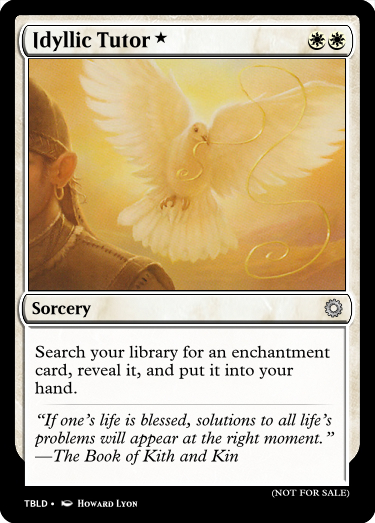 Idyllic Tutor★
Sorcery
Search your library for an enchantment
card, reveal it, and put it into your
hand.
“If one’s life is blessed, solutions to all life’s
problems will appear at the right moment.”
—The Book of Kith and Kin
(NOT FOR SALE)
TBLD • Howard Lyon